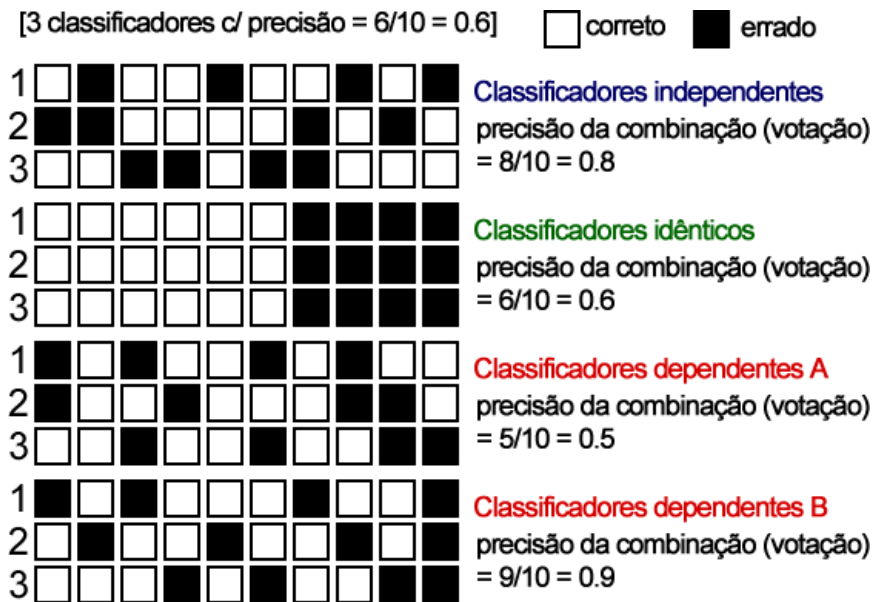 [3 classificadores c/ precisão = 6/10 = 0.6]
correto
errado
1
2
3
Classificadores independentes
precisão da combinação (votação)
= 8/10 = 0.8
1
2
3
Classificadores idênticos
precisão da combinação (votação)
= 6/10 = 0.6
1
2
3
Classificadores dependentes A
precisão da combinação (votação)
= 5/10 = 0.5
1
2
3
Classificadores dependentes B
precisão da combinação (votação)
= 9/10 = 0.9